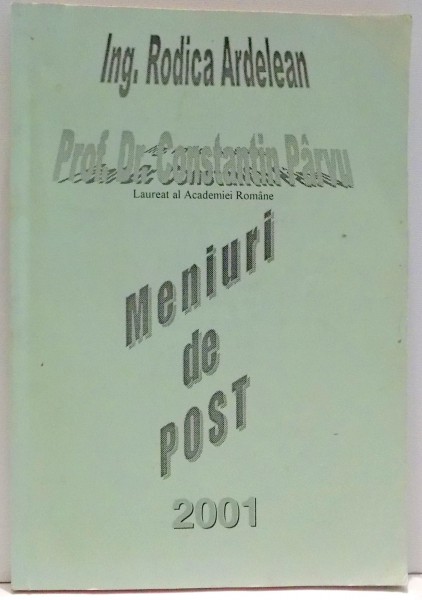 Ing. Rodica Ardelean
Prof. Dr. Constantin Pârvu
Laureat al Academiei Române
Meniuri
de
POST
2001